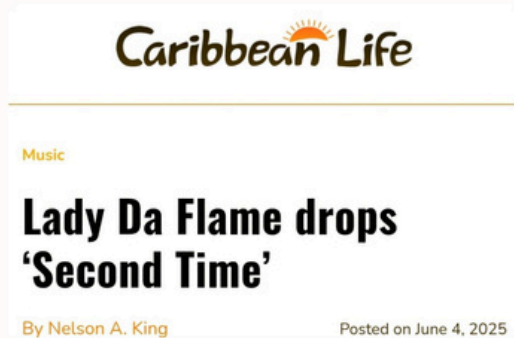 Caribbean Life
Music
Lady Da Flame drops
‘Second Time’
By Nelson A. King Posted on June 4, 2025